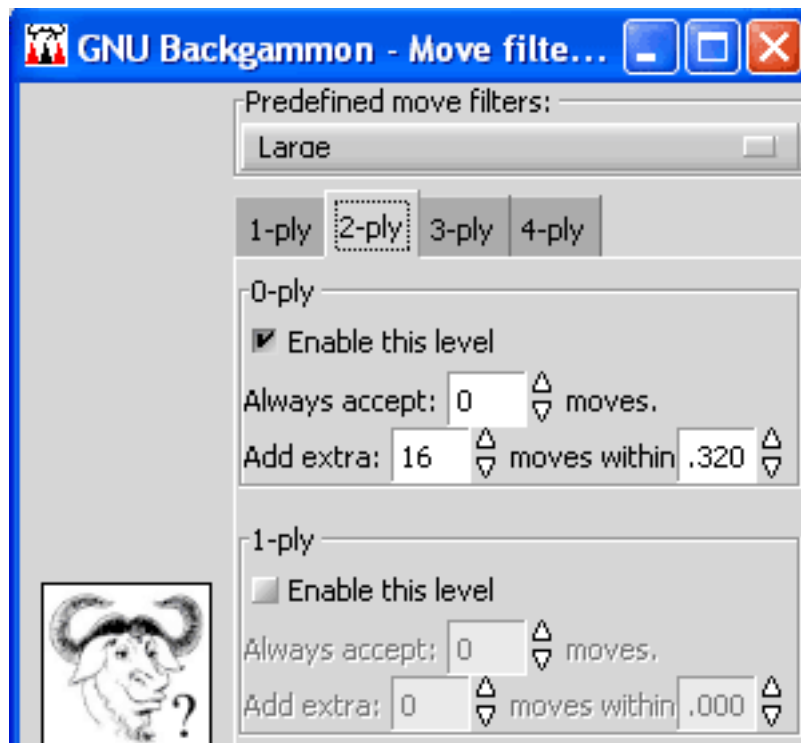 GNU Backgammon - Move filte...
Predefined move filters:
Large
1-ply 2-ply 3-ply 4-ply
0-ply
Enable this level
Always accept: 0 moves.
Add extra: 16 moves within .320
1-ply
Enable this level
Always accept: 0 moves.
Add extra: 0 moves within .000
?